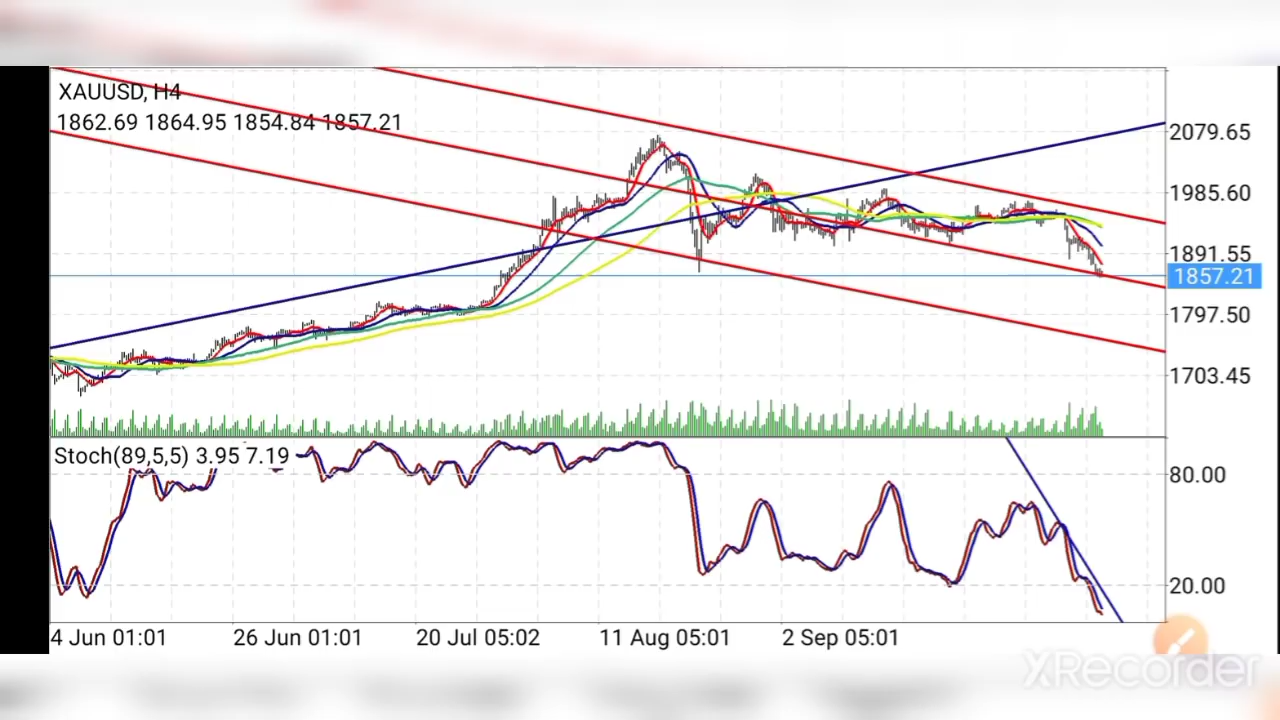 XAUUSD, H4
1862.69 1864.95 1854.84 1857.21
2079.65
1985.60
1891.55
1857.21
1797.50
1703.45
Stoch(89,5,5) 3.95 7.19
80.00
20.00
4 Jun 01:01 26 Jun 01:01 20 Jul 05:02 11 Aug 05:01 2 Sep 05:01
XRecorder